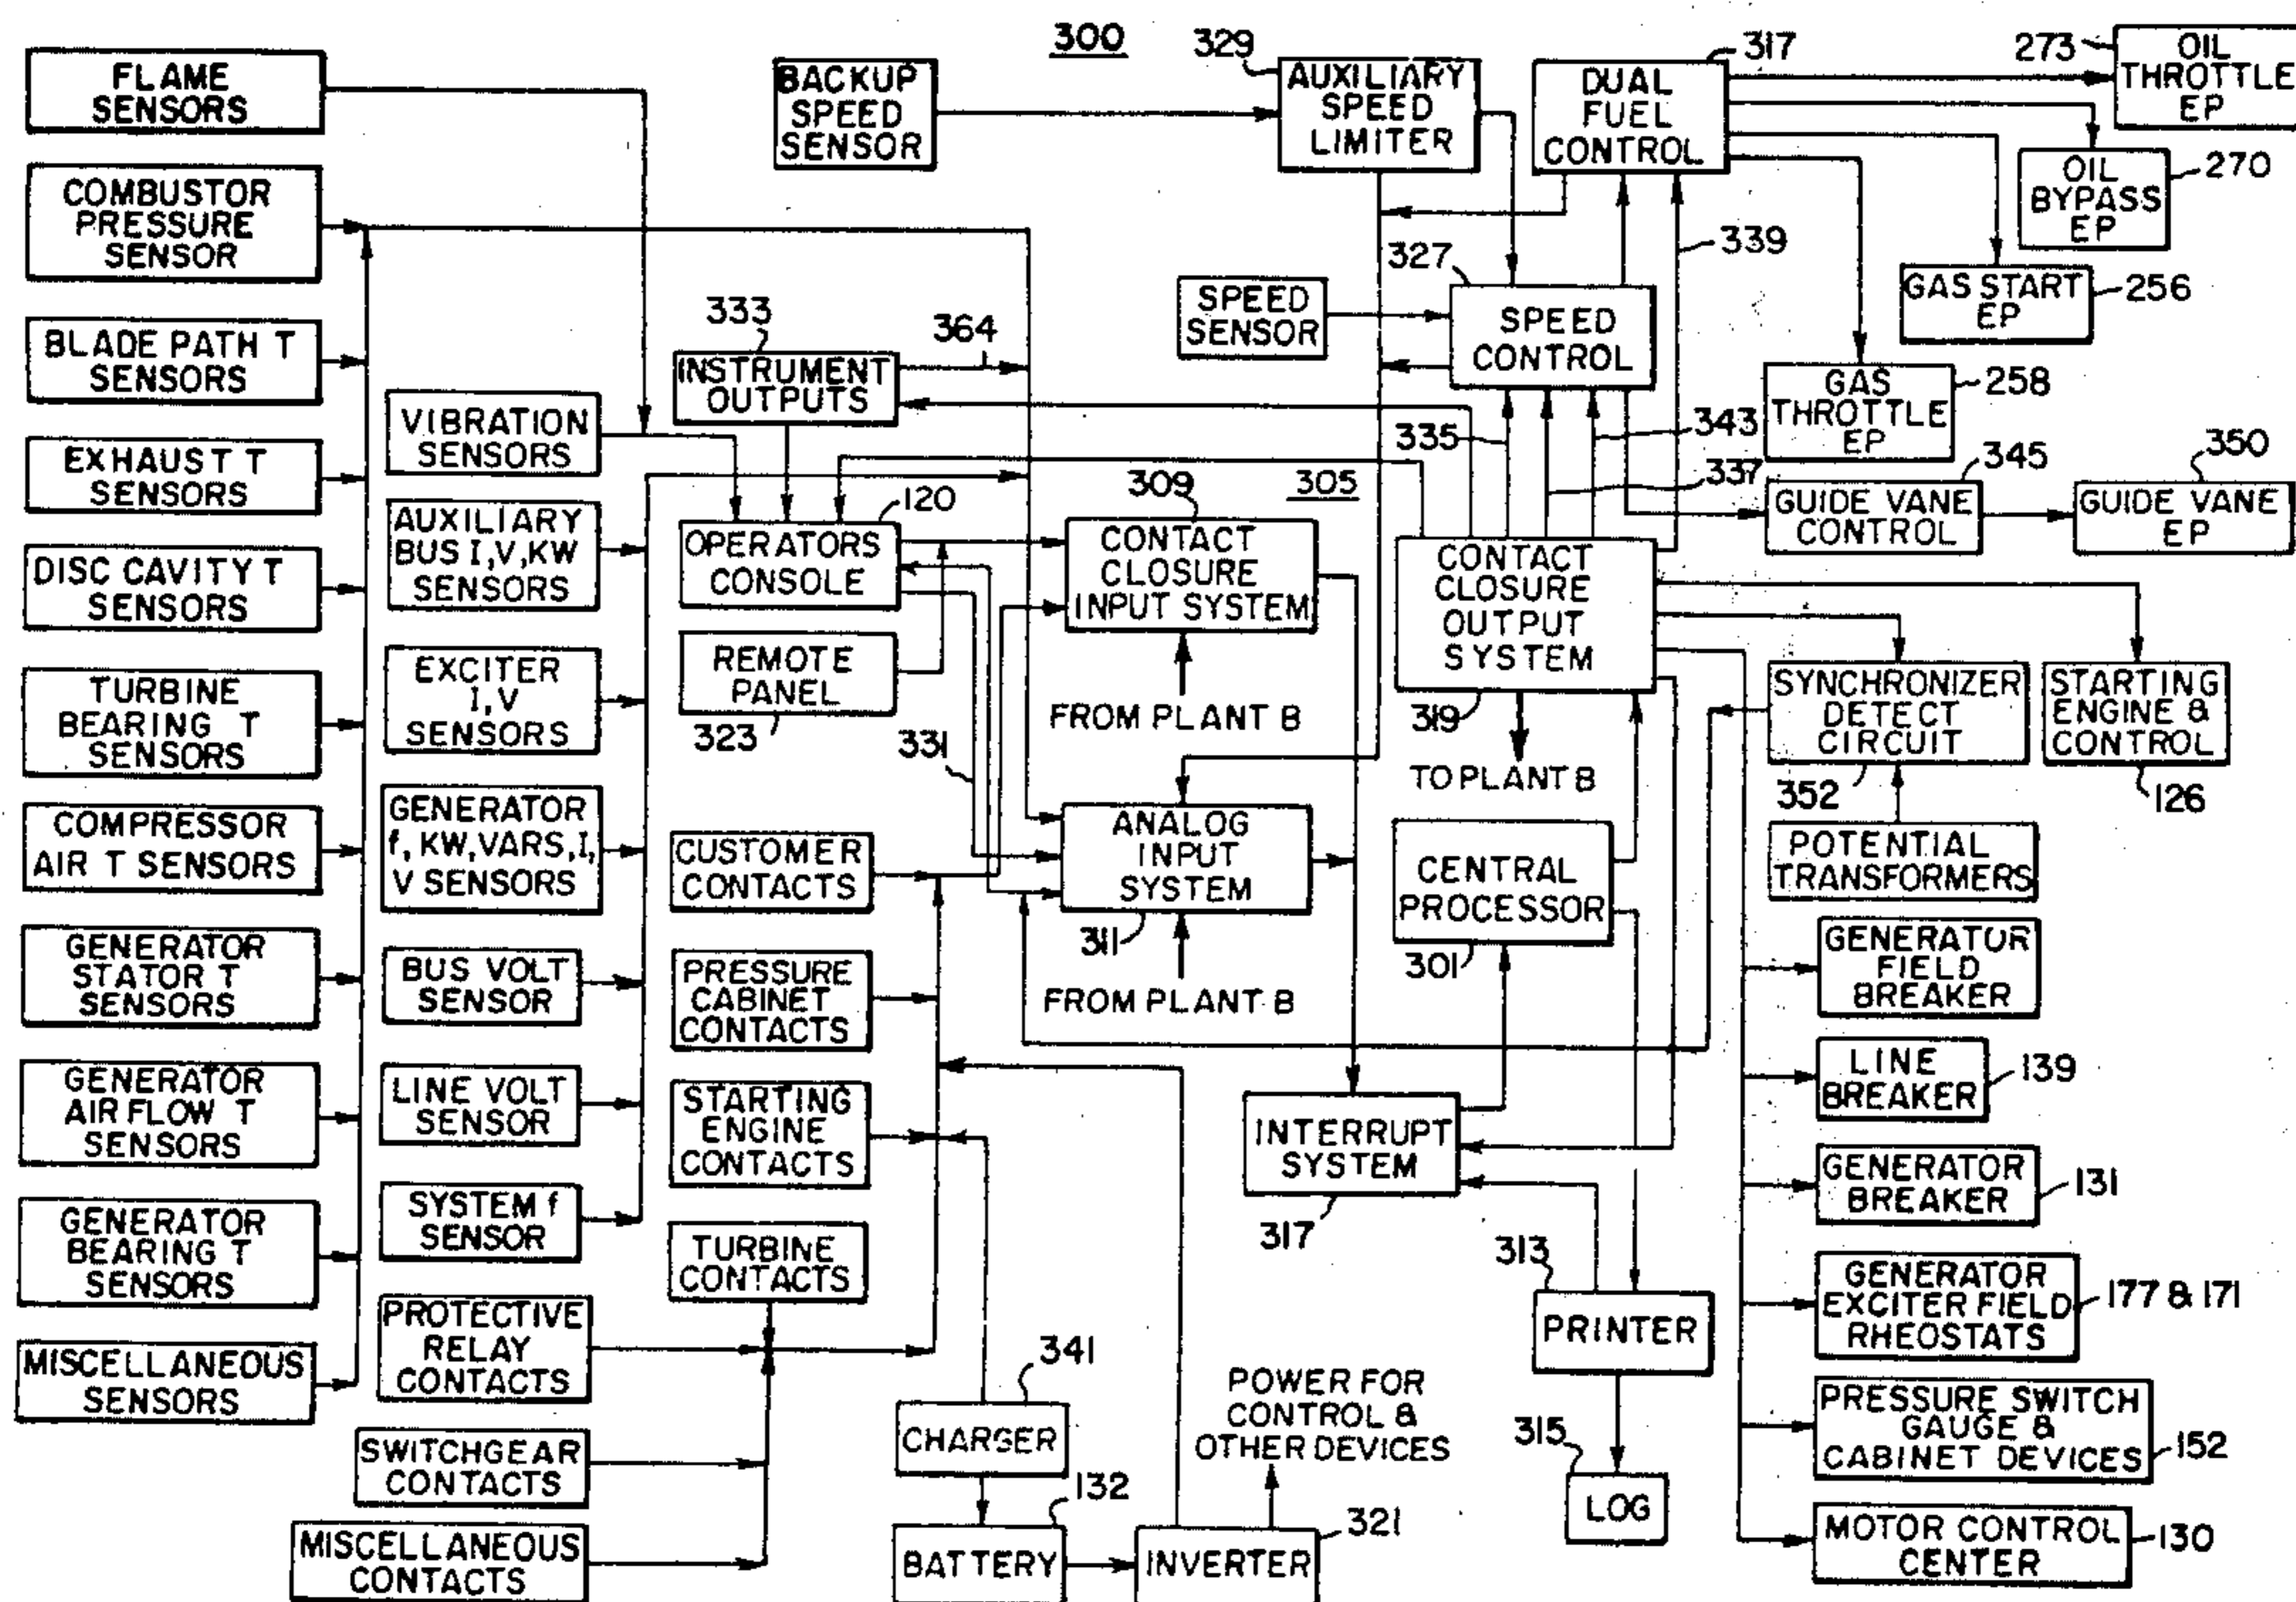 300
FLAME
SENSORS
COMBUSTOR
PRESSURE
SENSOR
BLADE PATH T
SENSORS
EXHAUST T
SENSORS
DISC CAVITY T
SENSORS
TURBINE
BEARING T
SENSORS
COMPRESSOR
AIR T SENSORS
GENERATOR
STATOR T
SENSORS
GENERATOR
AIR FLOW T
SENSORS
GENERATOR
BEARING T
SENSORS
MISCELLANEOUS
SENSORS
VIBRATION
SENSORS
AUXILIARY
BUS I,V,KW
SENSORS
EXCITER
I,V
SENSORS
GENERATOR
f, KW, VARS, I,
V SENSORS
BUS VOLT
SENSOR
LINE VOLT
SENSOR
SYSTEM f
SENSOR
PROTECTIVE
RELAY
CONTACTS
SWITCHGEAR
CONTACTS
MISCELLANEOUS
CONTACTS
BACKUP
SPEED
SENSOR
333
364
INSTRUMENT
OUTPUTS
120
OPERATORS
CONSOLE
REMOTE
PANEL
323
331
CUSTOMER
CONTACTS
PRESSURE
CABINET
CONTACTS
STARTING
ENGINE
CONTACTS
TURBINE
CONTACTS
341
CHARGER
132
BATTERY
321
INVERTER
POWER FOR
CONTROL &
OTHER DEVICES
329
AUXILIARY
SPEED
LIMITER
SPEED
SENSOR
305
309
CONTACT
CLOSURE
INPUT SYSTEM
FROM PLANT B
ANALOG
INPUT
SYSTEM
311
FROM PLANT B
INTERRUPT
SYSTEM
317
317
DUAL
FUEL
CONTROL
327
SPEED
CONTROL
339
335
337
343
CONTACT
CLOSURE
OUTPUT
SYSTEM
319
TO PLANT B
CENTRAL
PROCESSOR
301
313
PRINTER
315
LOG
273
OIL
THROTTLE
EP
OIL
BYPASS
EP
270
GAS START
EP
256
GAS
THROTTLE
EP
258
345
GUIDE VANE
CONTROL
350
GUIDE VANE
EP
SYNCHRONIZER
DETECT
CIRCUIT
352
STARTING
ENGINE &
CONTROL
126
POTENTIAL
TRANSFORMERS
GENERATOR
FIELD
BREAKER
LINE
BREAKER
139
GENERATOR
BREAKER
131
GENERATOR
EXCITER FIELD
RHEOSTATS
177 & 171
PRESSURE SWITCH
GAUGE &
CABINET DEVICES
152
MOTOR CONTROL
CENTER
130